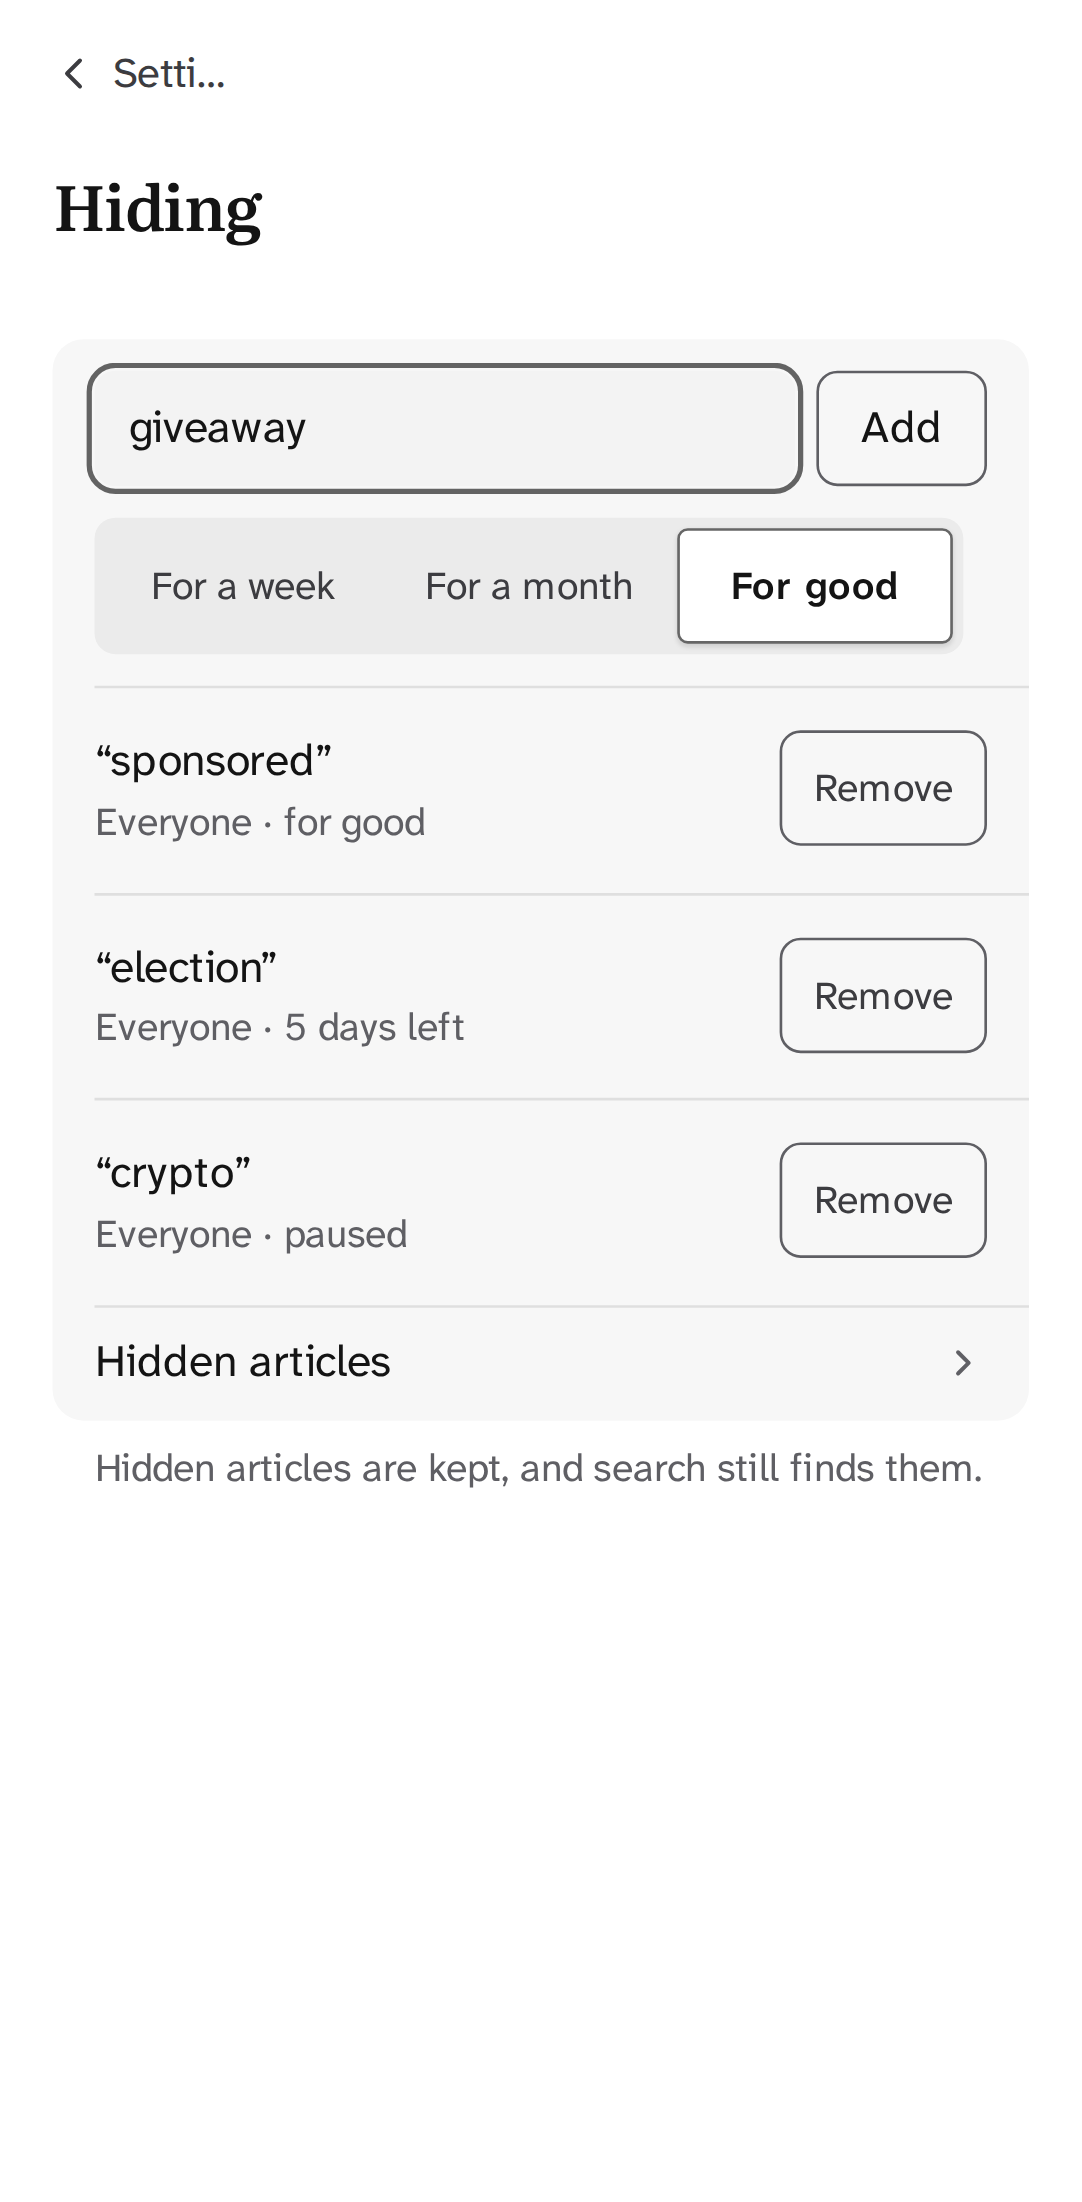 Setti...
Hiding
giveaway
Add
For a week
For a month
For good
“sponsored”
Everyone · for good
Remove
“election”
Everyone · 5 days left
Remove
“crypto”
Everyone · paused
Remove
Hidden articles
Hidden articles are kept, and search still finds them.